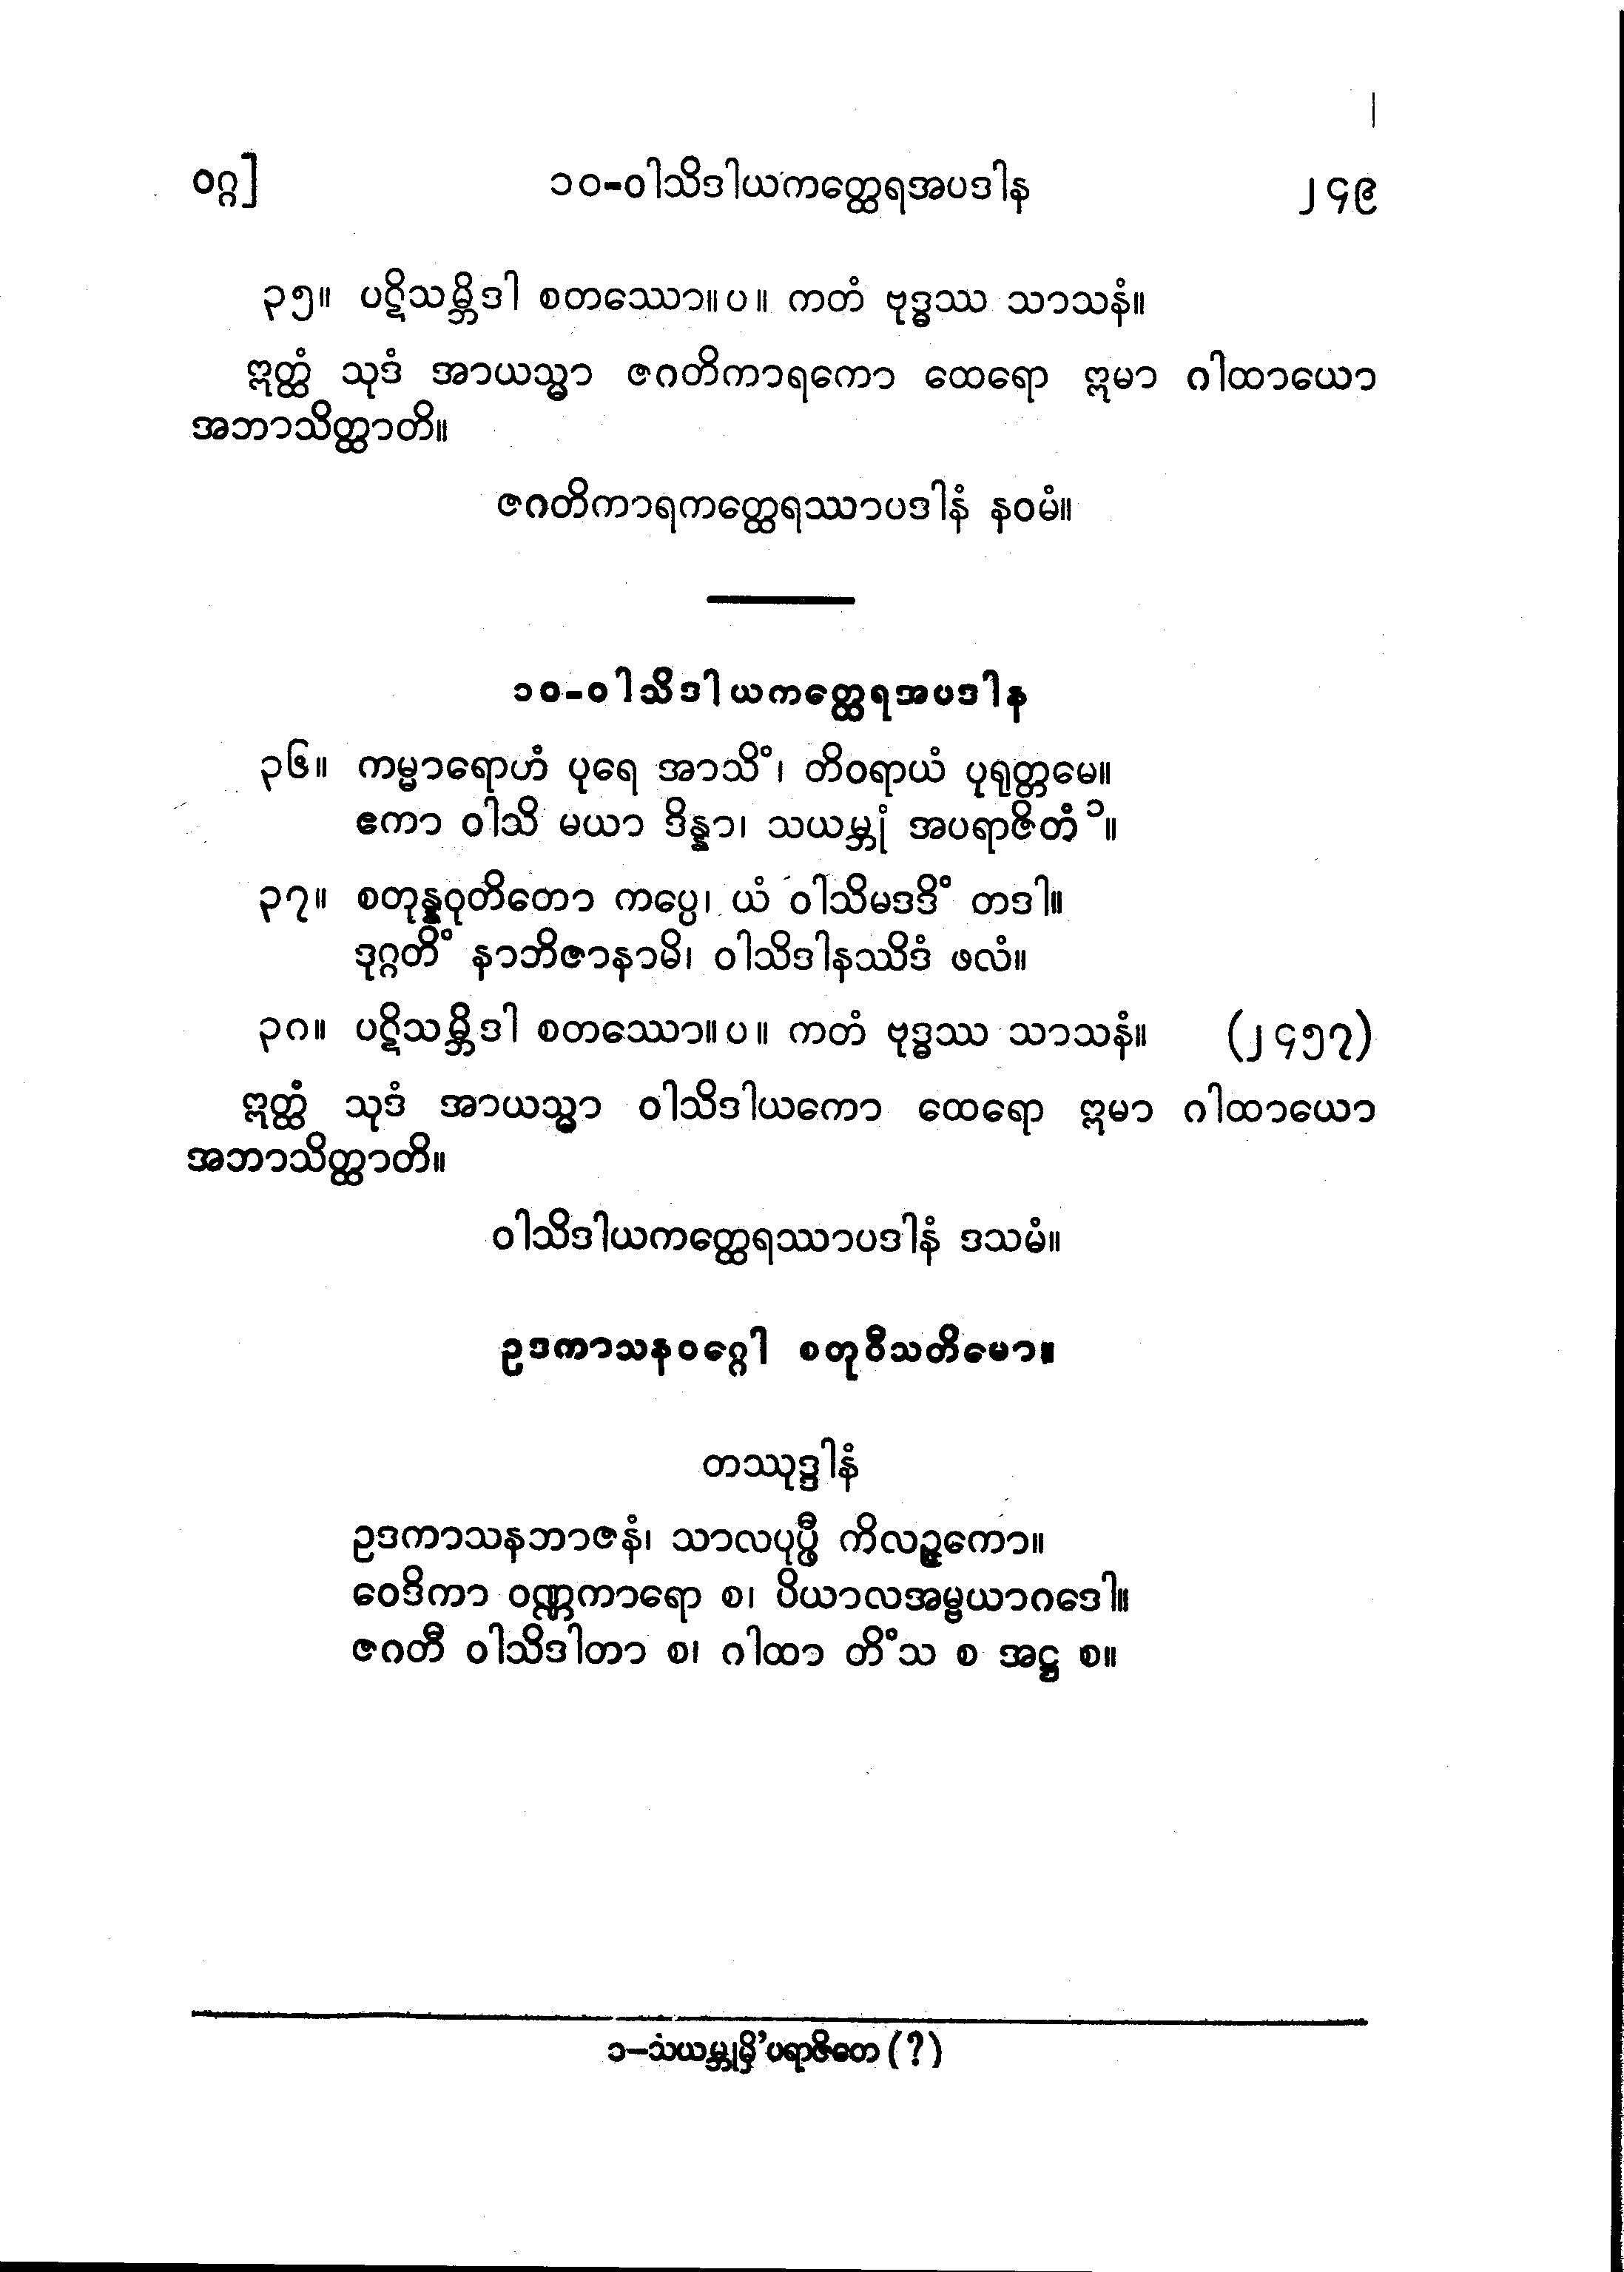 ဝဂ္ဂ] ၁၀-ဝါသိဒါယကတ္ထေရအပဒါန ၂၄၉
၃၅။ ပဋိသမ္ဘိဒါ စတဿော။ပ။ ကတံ ဗုဒ္ဓဿ သာသနံ။
ဣတ္ထံ သုဒံ အာယသ္မာ ဇဂတိကာရကော ထေရော ဣမာ ဂါထာယော
အဘာသိတ္ထာတိ။
ဇဂတိကာရကတ္ထေရဿာပဒါနံ နဝမံ။
၁၀-ဝါသိဒါယကတ္ထေရအပဒါန
၃၆။ ကမ္မာရောဟံ ပုရေ အာသိံ၊ တိဝရာယံ ပုရုတ္တမေ။
ဧကာ ဝါသိ မယာ ဒိန္နာ၊ သယမ္ဘုံ အပရာဇိတံ ၁။
၃၇။ စတုန္နဝုတိတော ကပ္ပေ၊ ယံ ဝါသိမဒဒိံ တဒါ။
ဒုဂ္ဂတိံ နာဘိဇာနာမိ၊ ဝါသိဒါနဿိဒံ ဖလံ။
၃၈။ ပဋိသမ္ဘိဒါ စတဿော။ပ။ ကတံ ဗုဒ္ဓဿ သာသနံ။ (၂၄၅၇)
ဣတ္ထံ သုဒံ အာယသ္မာ ဝါသိဒါယကော ထေရော ဣမာ ဂါထာယော
အဘာသိတ္ထာတိ။
ဝါသိဒါယကတ္ထေရဿာပဒါနံ ဒသမံ။
ဥဒကာသနဝဂ္ဂေါ စတုဝီသတိမော။
တဿုဒ္ဒါနံ
ဥဒကာသနဘာဇနံ၊ သာလပုပ္ဖီ ကိလဉ္ဇကော။
ဝေဒိကာ ဝဏ္ဏကာရော စ၊ ပိယာလအမ္ဗယာဂဒေါ။
ဇဂတီ ဝါသိဒါတာ စ၊ ဂါထာ တိံသ စ အဋ္ဌ စ။
၁-သံယမ္ဘုမှိ'ပရာဇိတေ (?)